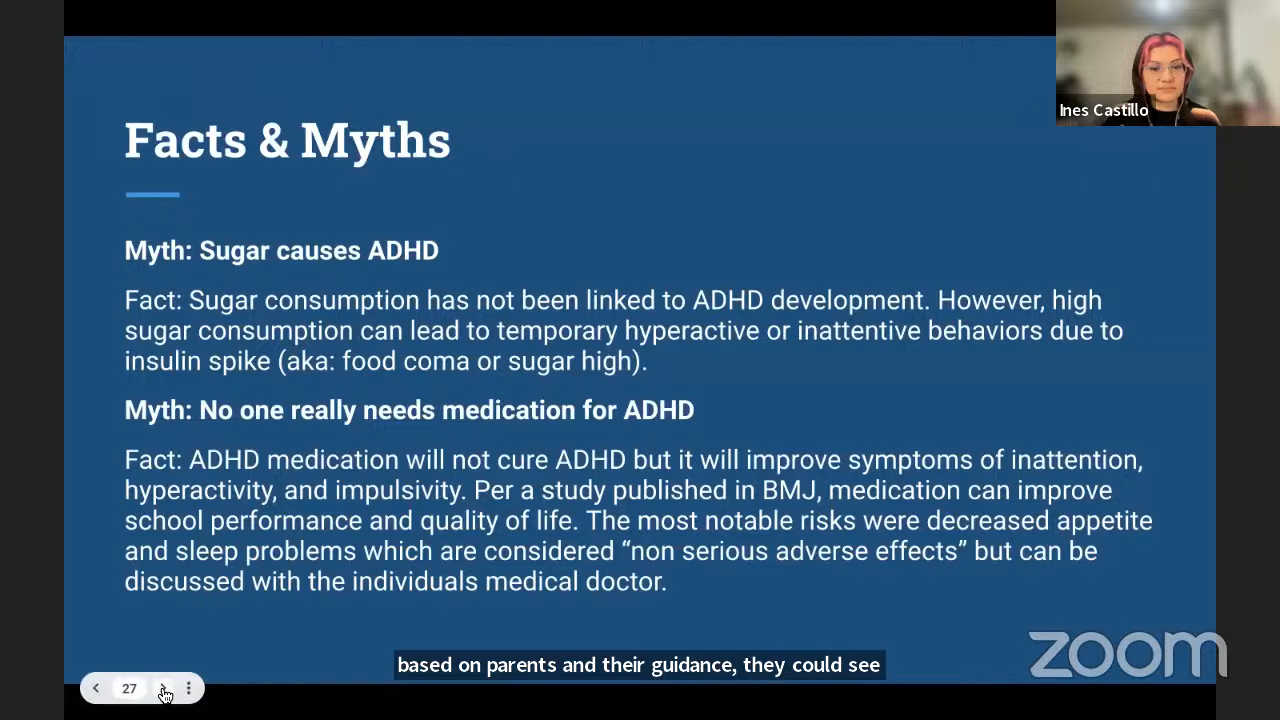 Ines Castillo
Facts & Myths
Myth: Sugar causes ADHD
Fact: Sugar consumption has not been linked to ADHD development. However, high
sugar consumption can lead to temporary hyperactive or inattentive behaviors due to
insulin spike (aka: food coma or sugar high).
Myth: No one really needs medication for ADHD
Fact: ADHD medication will not cure ADHD but it will improve symptoms of inattention,
hyperactivity, and impulsivity. Per a study published in BMJ, medication can improve
school performance and quality of life. The most notable risks were decreased appetite
and sleep problems which are considered “non serious adverse effects” but can be
discussed with the individuals medical doctor.
based on parents and their guidance, they could see
zoom
27